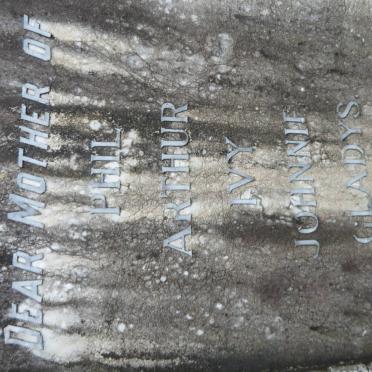 DEAR MOTHER OF
PHIL
ARTHUR
IVY
JOHNNIE
GLADYS